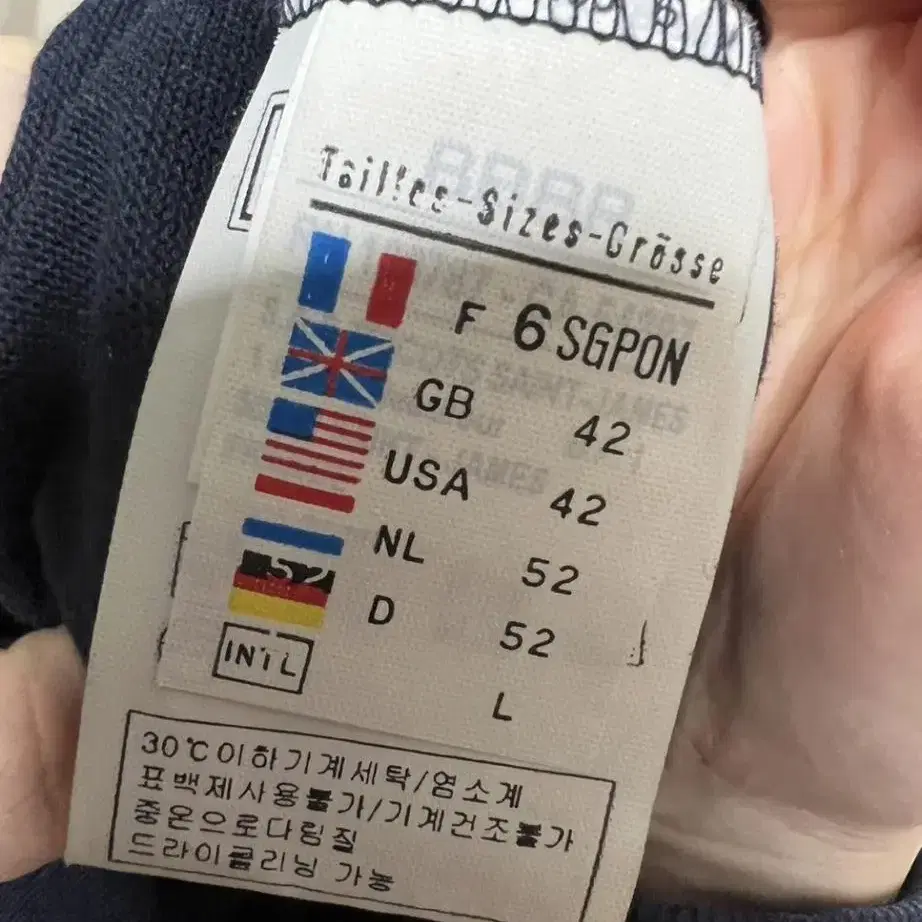 Tailles-Sizes-Grösse
F 6 SGPON
GB 42
USA 42
NL 52
D 52
INTL L
30℃이하기계세탁/염소계
표백제사용불가/기계건조불가
중온으로다림질
드라이클리닝 가능